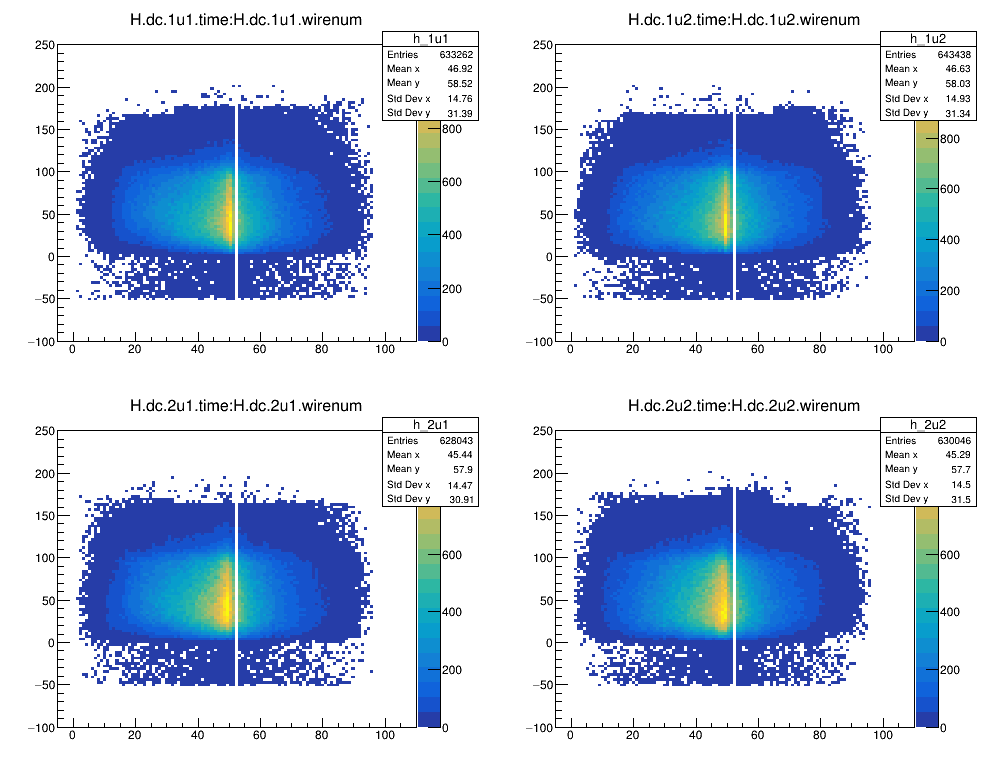 H.dc.1u1.time:H.dc.1u1.wirenum
h_1u1
Entries 633262
Mean x 46.92
Mean y 58.52
Std Dev x 14.76
Std Dev y 31.39
250
200
150
100
50
0
−50
−100
0 20 40 60 80 100
800
600
400
200
0
H.dc.1u2.time:H.dc.1u2.wirenum
h_1u2
Entries 643438
Mean x 46.63
Mean y 58.03
Std Dev x 14.93
Std Dev y 31.34
250
200
150
100
50
0
−50
−100
0 20 40 60 80 100
800
600
400
200
0
H.dc.2u1.time:H.dc.2u1.wirenum
h_2u1
Entries 628043
Mean x 45.44
Mean y 57.9
Std Dev x 14.47
Std Dev y 30.91
250
200
150
100
50
0
−50
−100
0 20 40 60 80 100
600
400
200
0
H.dc.2u2.time:H.dc.2u2.wirenum
h_2u2
Entries 630046
Mean x 45.29
Mean y 57.7
Std Dev x 14.5
Std Dev y 31.5
250
200
150
100
50
0
−50
−100
0 20 40 60 80 100
600
400
200
0